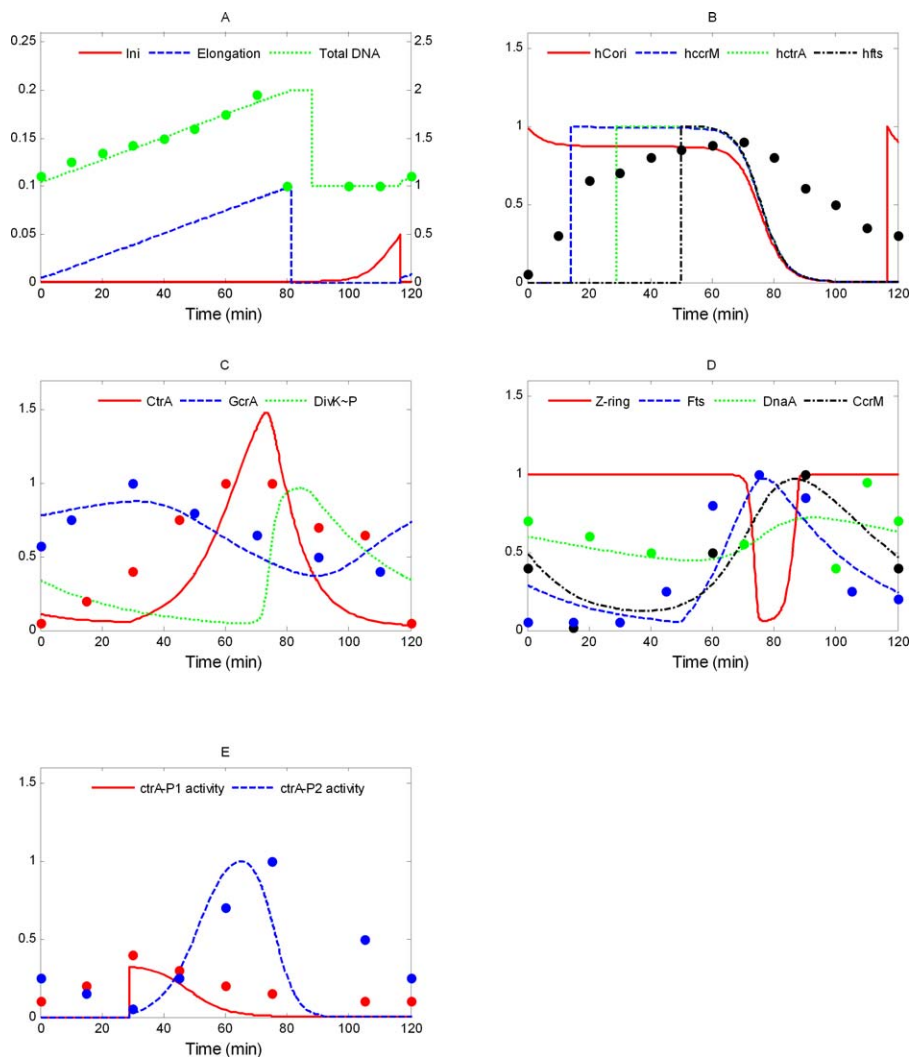 A
0.25
2.5
Ini
Elongation
Total DNA
0.2
2
0.15
1.5
0.1
1
0.05
0.5
0
0
0 20 40 60 80 100 120
Time (min)
B
1.5
hCori
hccrM
hctrA
hfts
1
0.5
0
0 20 40 60 80 100 120
Time (min)
C
1.5
CtrA
GcrA
DivK~P
1
0.5
0
0 20 40 60 80 100 120
Time (min)
D
1.5
Z-ring
Fts
DnaA
CcrM
1
0.5
0
0 20 40 60 80 100 120
Time (min)
E
1.5
ctrA-P1 activity
ctrA-P2 activity
1
0.5
0
0 20 40 60 80 100 120
Time (min)